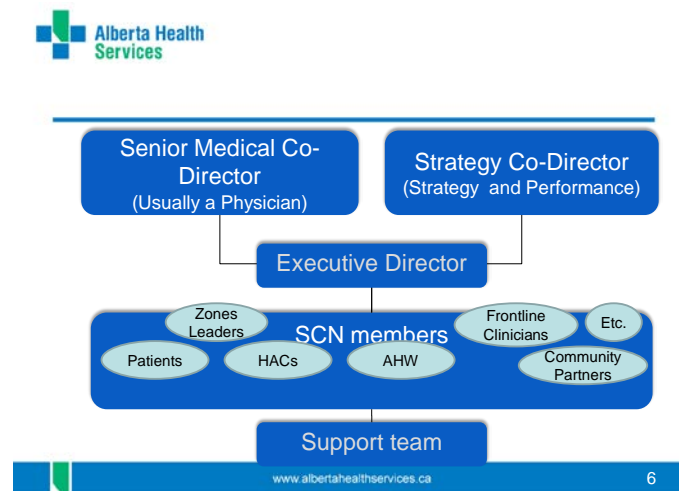 Alberta Health
Services
Senior Medical Co-
Director
(Usually a Physician)
Strategy Co-Director
(Strategy and Performance)
Executive Director
SCN members
Zones
Leaders
Frontline
Clinicians
Etc.
Patients
HACs
AHW
Community
Partners
Support team
www.albertahealthservices.ca
6